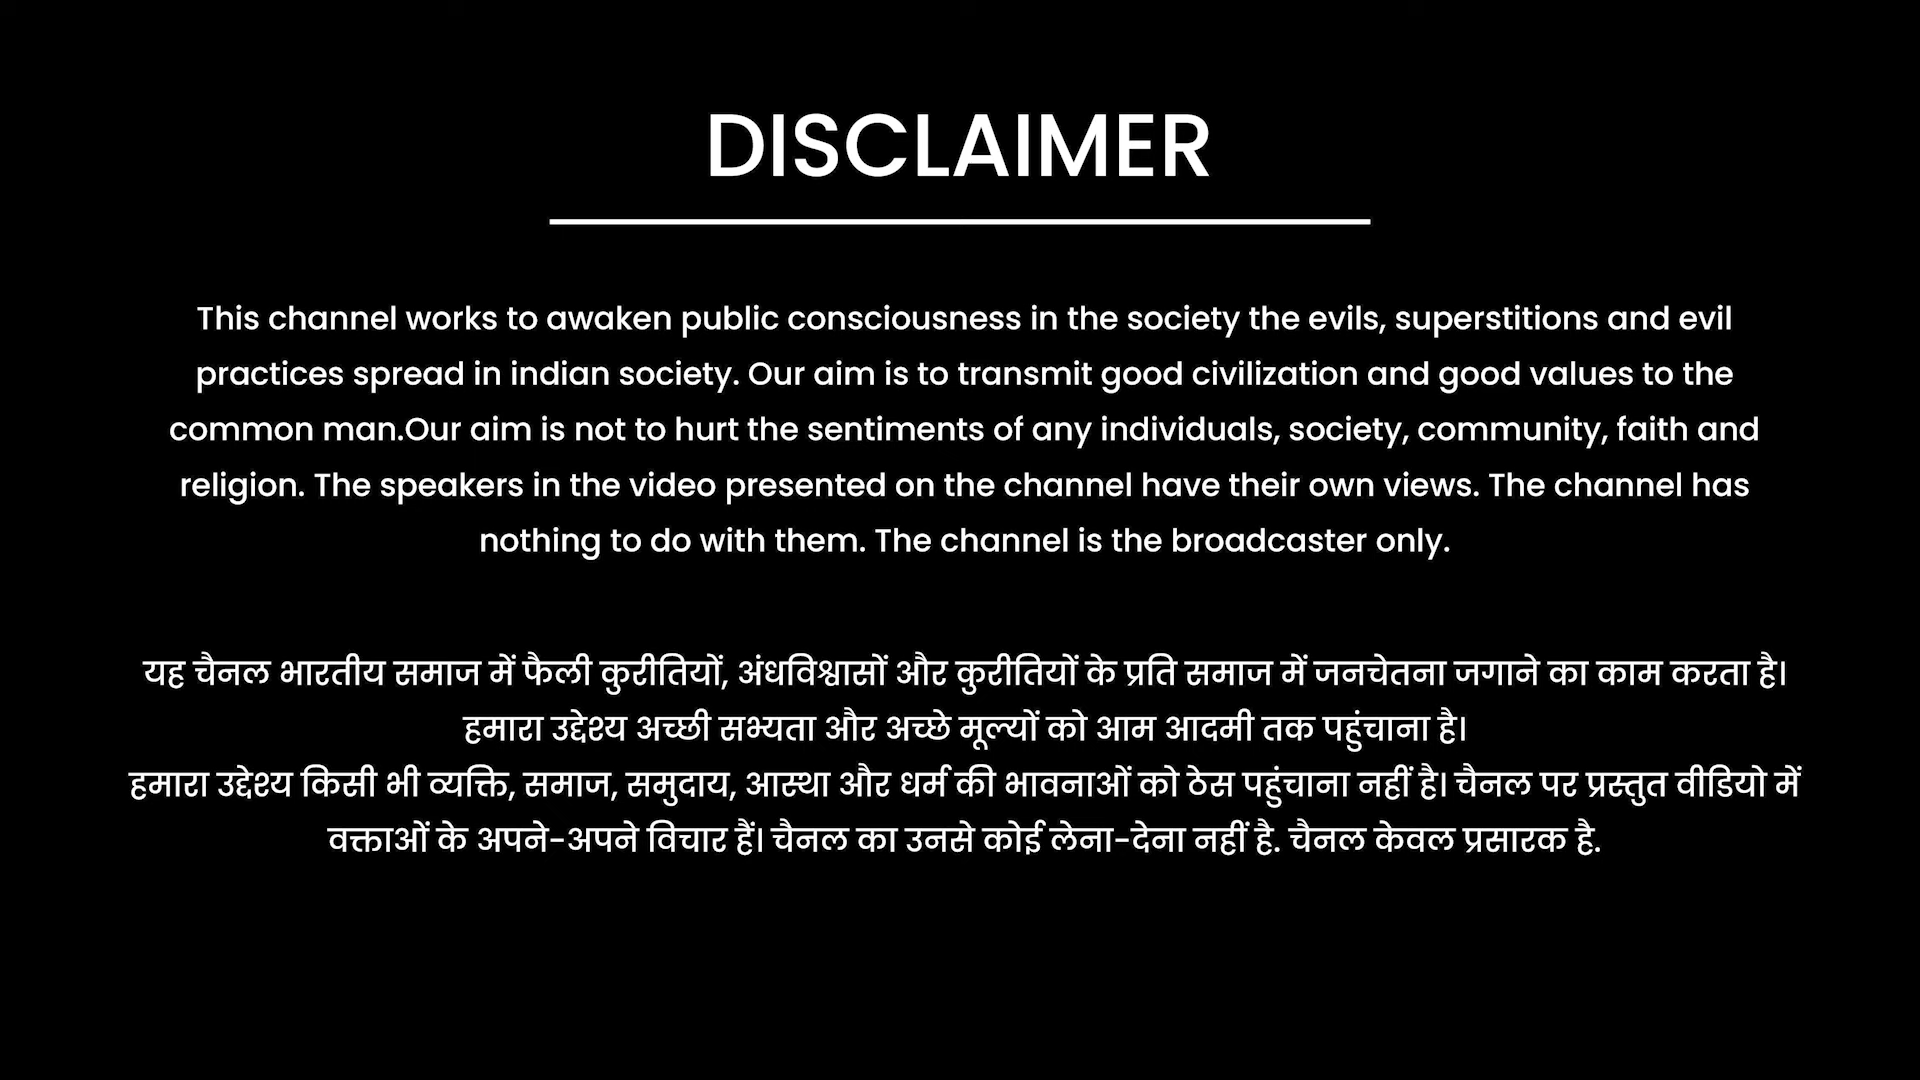 DISCLAIMER
This channel works to awaken public consciousness in the society the evils, superstitions and evil
practices spread in indian society. Our aim is to transmit good civilization and good values to the
common man.Our aim is not to hurt the sentiments of any individuals, society, community, faith and
religion. The speakers in the video presented on the channel have their own views. The channel has
nothing to do with them. The channel is the broadcaster only.
यह चैनल भारतीय समाज में फैली कुरीतियों, अंधविश्वासों और कुरीतियों के प्रति समाज में जनचेतना जगाने का काम करता है।
हमारा उद्देश्य अच्छी सभ्यता और अच्छे मूल्यों को आम आदमी तक पहुंचाना है।
हमारा उद्देश्य किसी भी व्यक्ति, समाज, समुदाय, आस्था और धर्म की भावनाओं को ठेस पहुंचाना नहीं है। चैनल पर प्रस्तुत वीडियो में
वक्ताओं के अपने-अपने विचार हैं। चैनल का उनसे कोई लेना-देना नहीं है. चैनल केवल प्रसारक है.